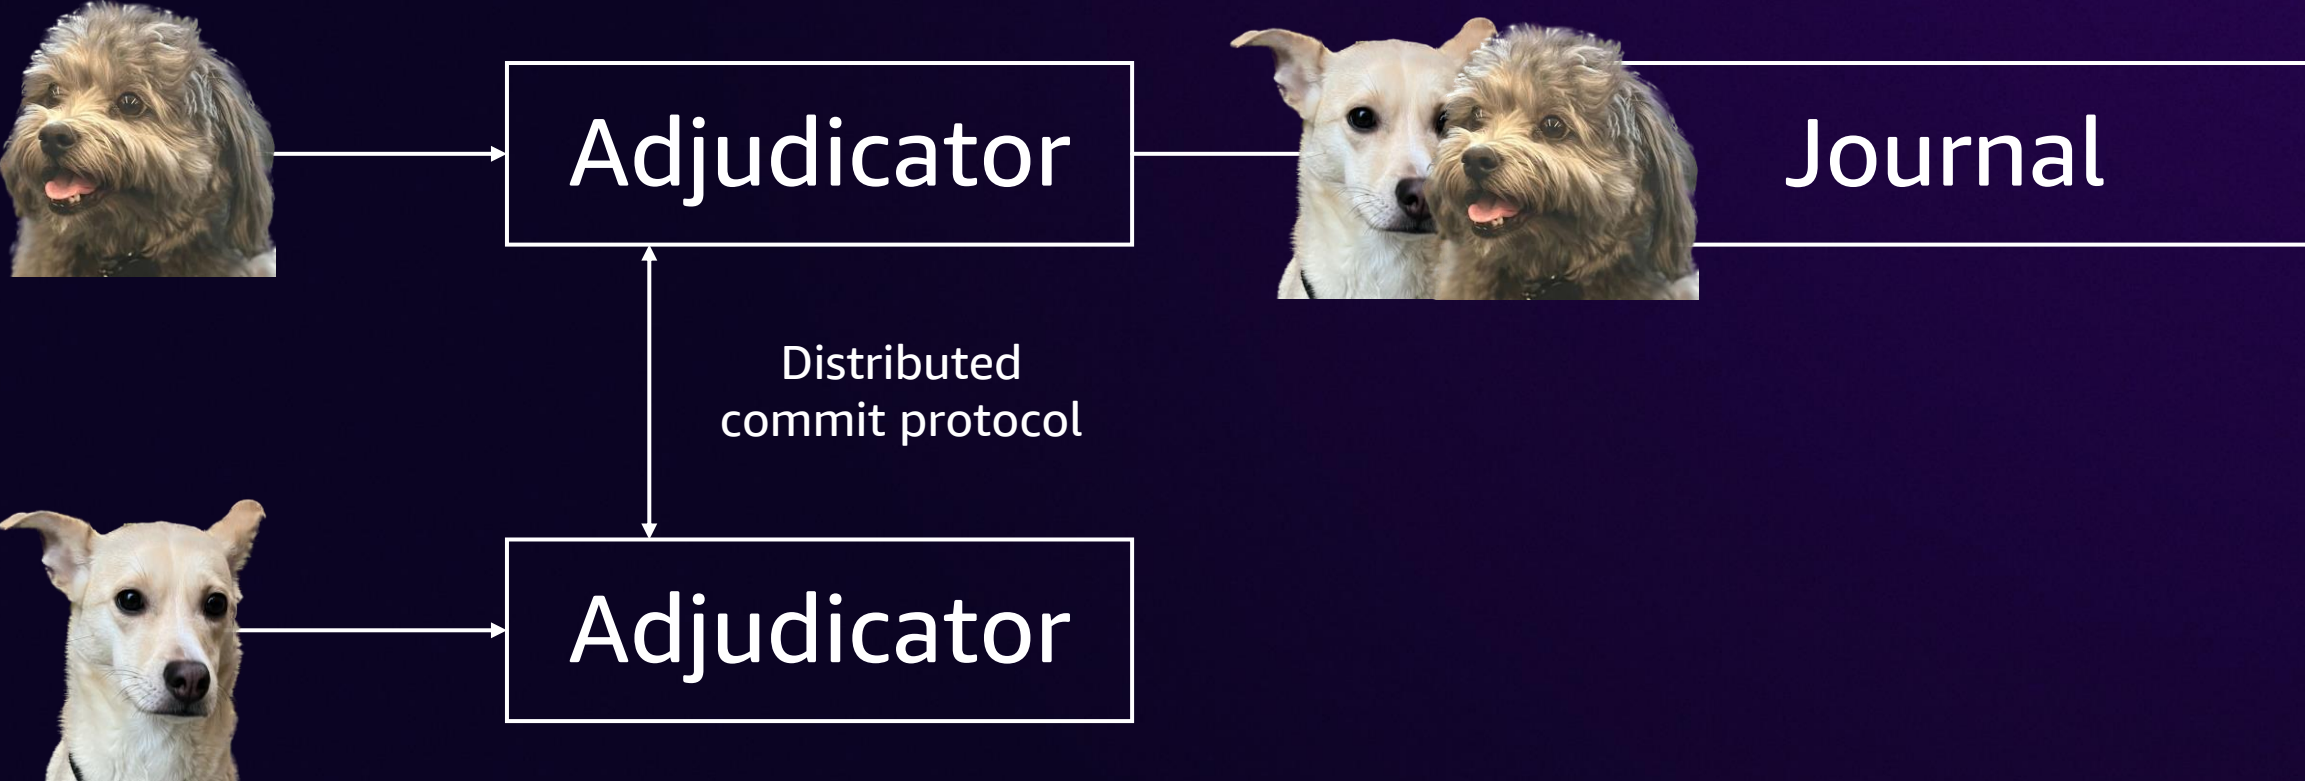 Adjudicator
Journal
Distributed
commit protocol
Adjudicator